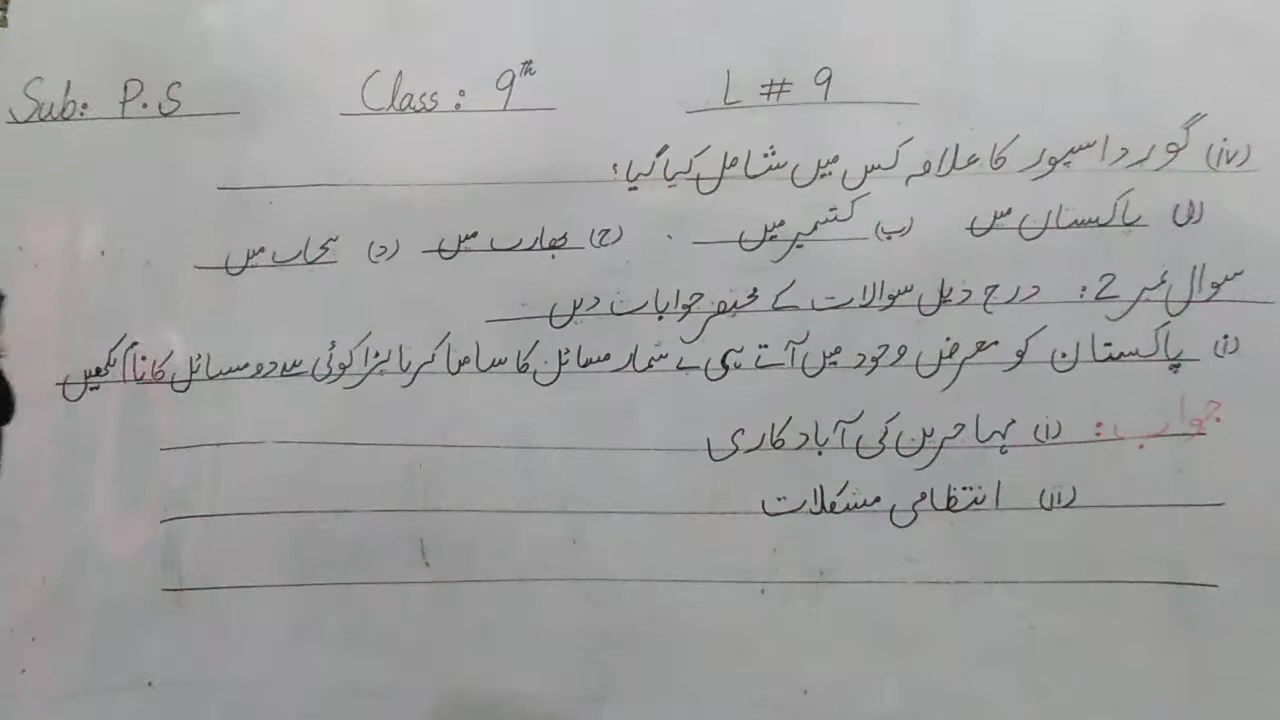 Sub: P.S Class: 9th L # 9
(iv) گورداسپور کا علاقہ کس میں شامل کیا گیا؟
(ا) پاکستان میں (ب) کشمیر میں (ج) بھارت میں (د) پنجاب میں
سوال نمبر 2: درج ذیل سوالات کے مختصر جوابات دیں
(i) پاکستان کو معرض وجود میں آتے ہی بے شمار مسائل کا سامنا کرنا پڑا کوئی سے دو مسائل کا نام لکھیں
جواب: (i) مہاجرین کی آباد کاری
(ii) انتظامی مشکلات